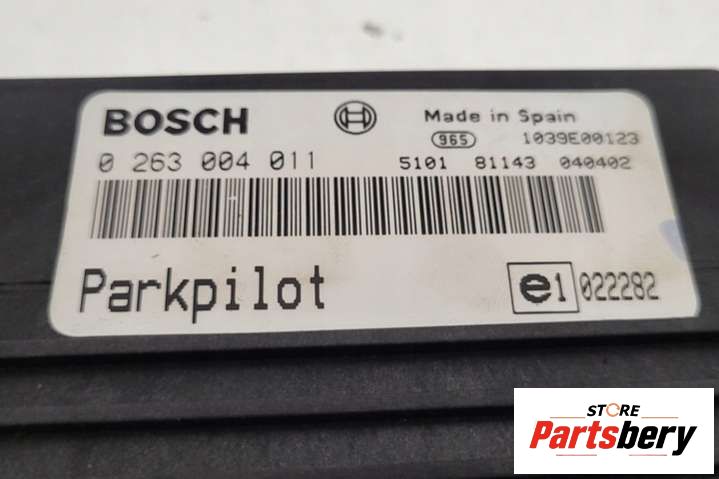 BOSCH
Made in Spain
965 1039E00123
0 263 004 011
5101 81143 040402
Parkpilot
e1 022282
STORE
Partsbery